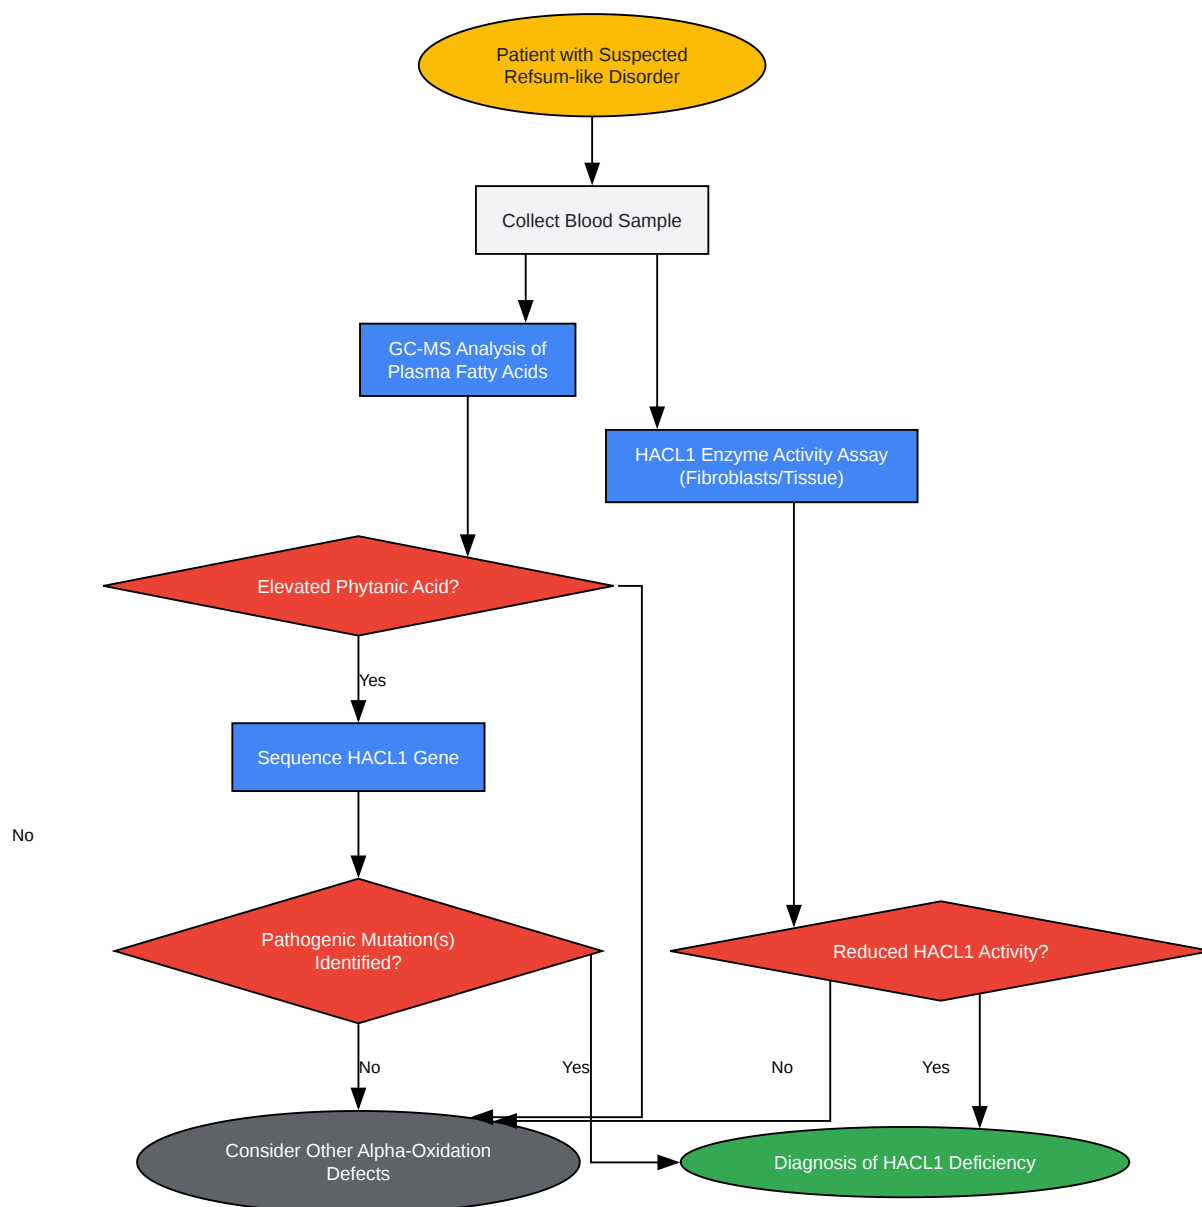 Patient with Suspected
Refsum-like Disorder
Collect Blood Sample
GC-MS Analysis of
Plasma Fatty Acids
HACL1 Enzyme Activity Assay
(Fibroblasts/Tissue)
Elevated Phytanic Acid?
Yes
Sequence HACL1 Gene
No
Pathogenic Mutation(s)
Identified?
Reduced HACL1 Activity?
No
Yes
No
Yes
Consider Other Alpha-Oxidation
Defects
Diagnosis of HACL1 Deficiency